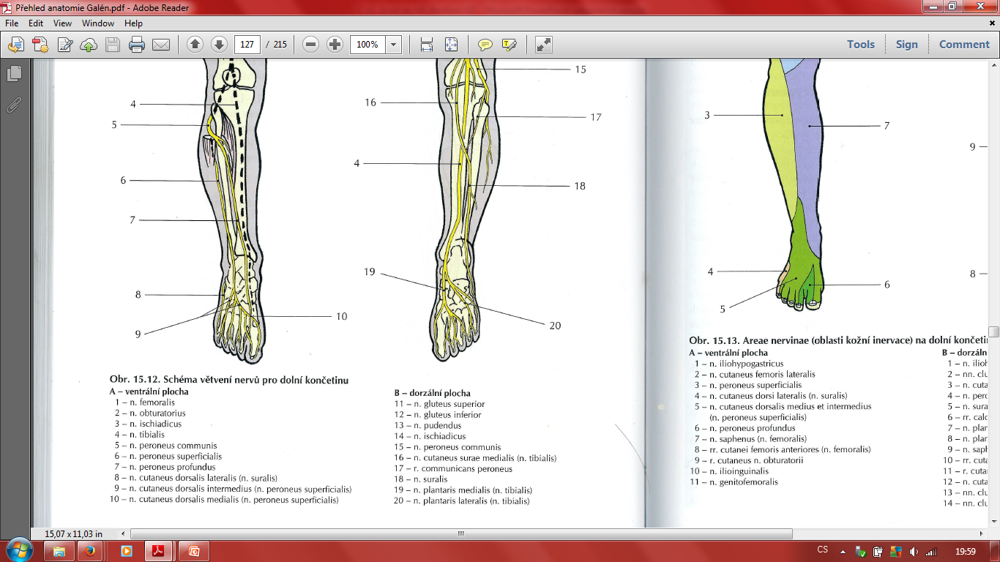 Přehled anatomie Galén.pdf - Adobe Reader
File Edit View Window Help
127 / 215 100% Tools Sign Comment
4
5
6
7
8
9
10
15
16
17
4
18
19
20
3
7
9
4
6
8
5
Obr. 15.12. Schéma větvení nervů pro dolní končetinu
A – ventrální plocha
1 – n. femoralis
2 – n. obturatorius
3 – n. ischiadicus
4 – n. tibialis
5 – n. peroneus communis
6 – n. peroneus superficialis
7 – n. peroneus profundus
8 – n. cutaneus dorsalis lateralis (n. suralis)
9 – n. cutaneus dorsalis intermedius (n. peroneus superficialis)
10 – n. cutaneus dorsalis medialis (n. peroneus superficialis)
B – dorzální plocha
11 – n. gluteus superior
12 – n. gluteus inferior
13 – n. pudendus
14 – n. ischiadicus
15 – n. peroneus communis
16 – n. cutaneus surae medialis (n. tibialis)
17 – r. communicans peroneus
18 – n. suralis
19 – n. plantaris medialis (n. tibialis)
20 – n. plantaris lateralis (n. tibialis)
Obr. 15.13. Areae nervinae (oblasti kožní inervace) na dolní končeti
A – ventrální plocha
1 – n. iliohypogastricus
2 – n. cutaneus femoris lateralis
3 – n. peroneus superficialis
4 – n. cutaneus dorsi lateralis (n. suralis)
5 – n. cutaneus dorsalis medius et intermedius
(n. peroneus superficialis)
6 – n. peroneus profundus
7 – n. saphenus (n. femoralis)
8 – rr. cutanei femoris anteriores (n. femoralis)
9 – r. cutaneus n. obturatorii
10 – n. ilioinguinalis
11 – n. genitofemoralis
B – dorzáln
1 – n. ilioh
2 – nn. clu
3 – n. cuta
4 – n. perc
5 – n. sura
6 – rr. calc
7 – n. plan
8 – n. plar
9 – n. saph
10 – rr. cuta
11 – r. cutar
12 – n. cuta
13 – nn. clu
14 – nn. clu
15,07 x 11,03 in
CS 19:59